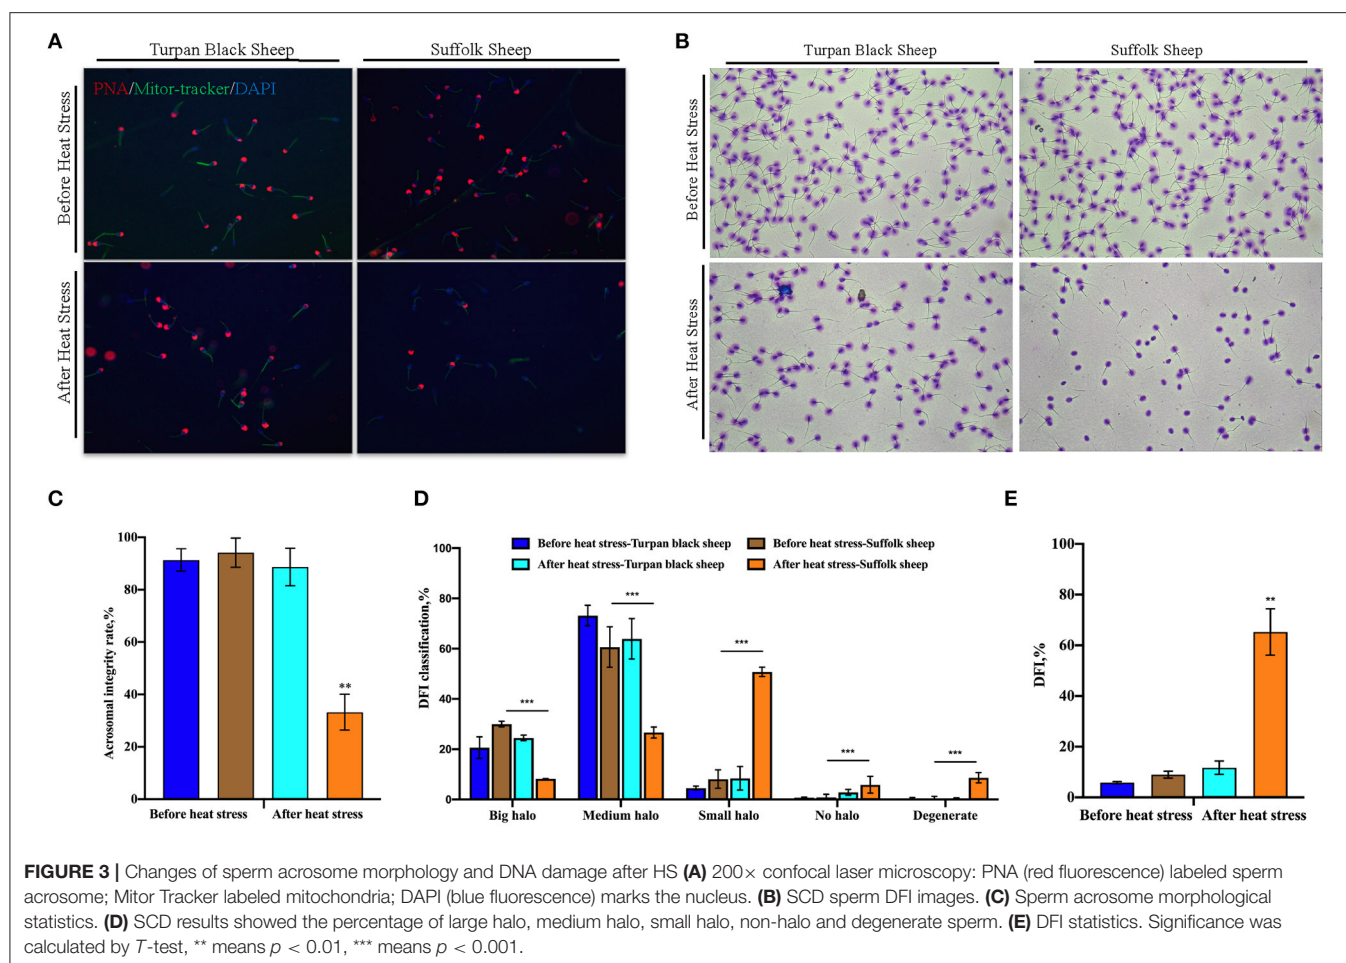 A
Turpan Black Sheep
Suffolk Sheep
PNA/Mitor-tracker/DAPI
Before Heat Stress
After Heat Stress
B
Turpan Black Sheep
Suffolk Sheep
Before Heat Stress
After Heat Stress
C
Acrosomal integrity rate,%
100
80
60
40
20
0
**
Before heat stress
After heat stress
D
Before heat stress-Turpan black sheep
Before heat stress-Suffolk sheep
After heat stress-Turpan black sheep
After heat stress-Suffolk sheep
DFI classification,%
100
80
60
40
20
0
***
***
***
***
***
Big halo
Medium halo
Small halo
No halo
Degenerate
E
DFI,%
100
80
60
40
20
0
**
Before heat stress
After heat stress
FIGURE 3 | Changes of sperm acrosome morphology and DNA damage after HS (A) 200× confocal laser microscopy: PNA (red fluorescence) labeled sperm
acrosome; Mitor Tracker labeled mitochondria; DAPI (blue fluorescence) marks the nucleus. (B) SCD sperm DFI images. (C) Sperm acrosome morphological
statistics. (D) SCD results showed the percentage of large halo, medium halo, small halo, non-halo and degenerate sperm. (E) DFI statistics. Significance was
calculated by T-test, ** means p < 0.01, *** means p < 0.001.